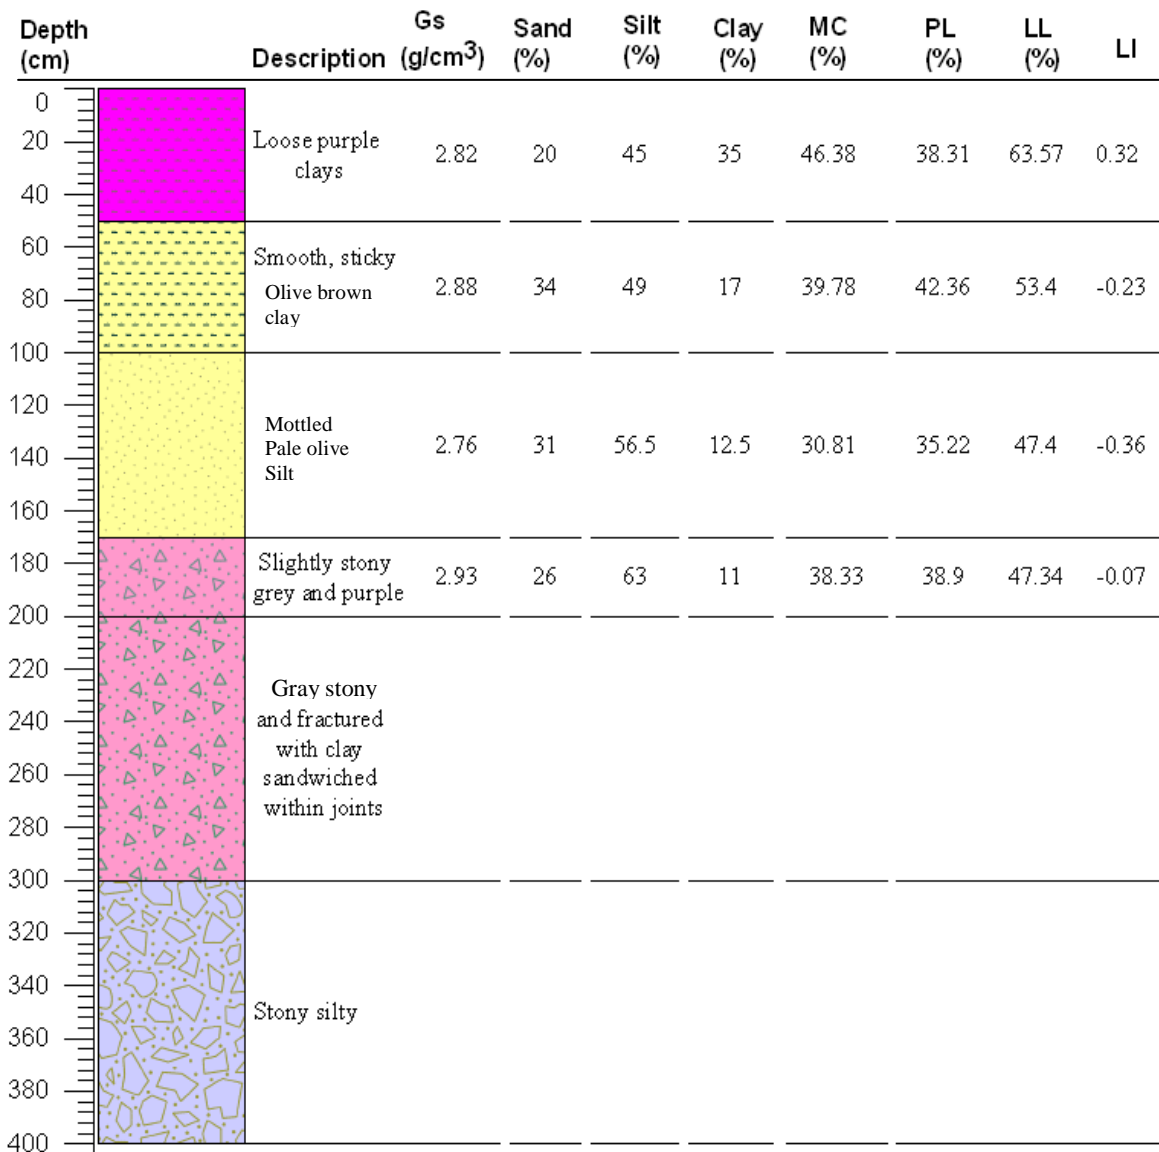 Depth (cm) Description Gs (g/cm3) Sand (%) Silt (%) Clay (%) MC (%) PL (%) LL (%) LI
0
20
40
Loose purple
clays
2.82 20 45 35 46.38 38.31 63.57 0.32
60
80
100
Smooth, sticky
Olive brown
clay
2.88 34 49 17 39.78 42.36 53.4 -0.23
120
140
160
Mottled
Pale olive
Silt
2.76 31 56.5 12.5 30.81 35.22 47.4 -0.36
180
200
Slightly stony
grey and purple
2.93 26 63 11 38.33 38.9 47.34 -0.07
220
240
260
280
300
Gray stony
and fractured
with clay
sandwiched
within joints
320
340
360
380
400
Stony silty